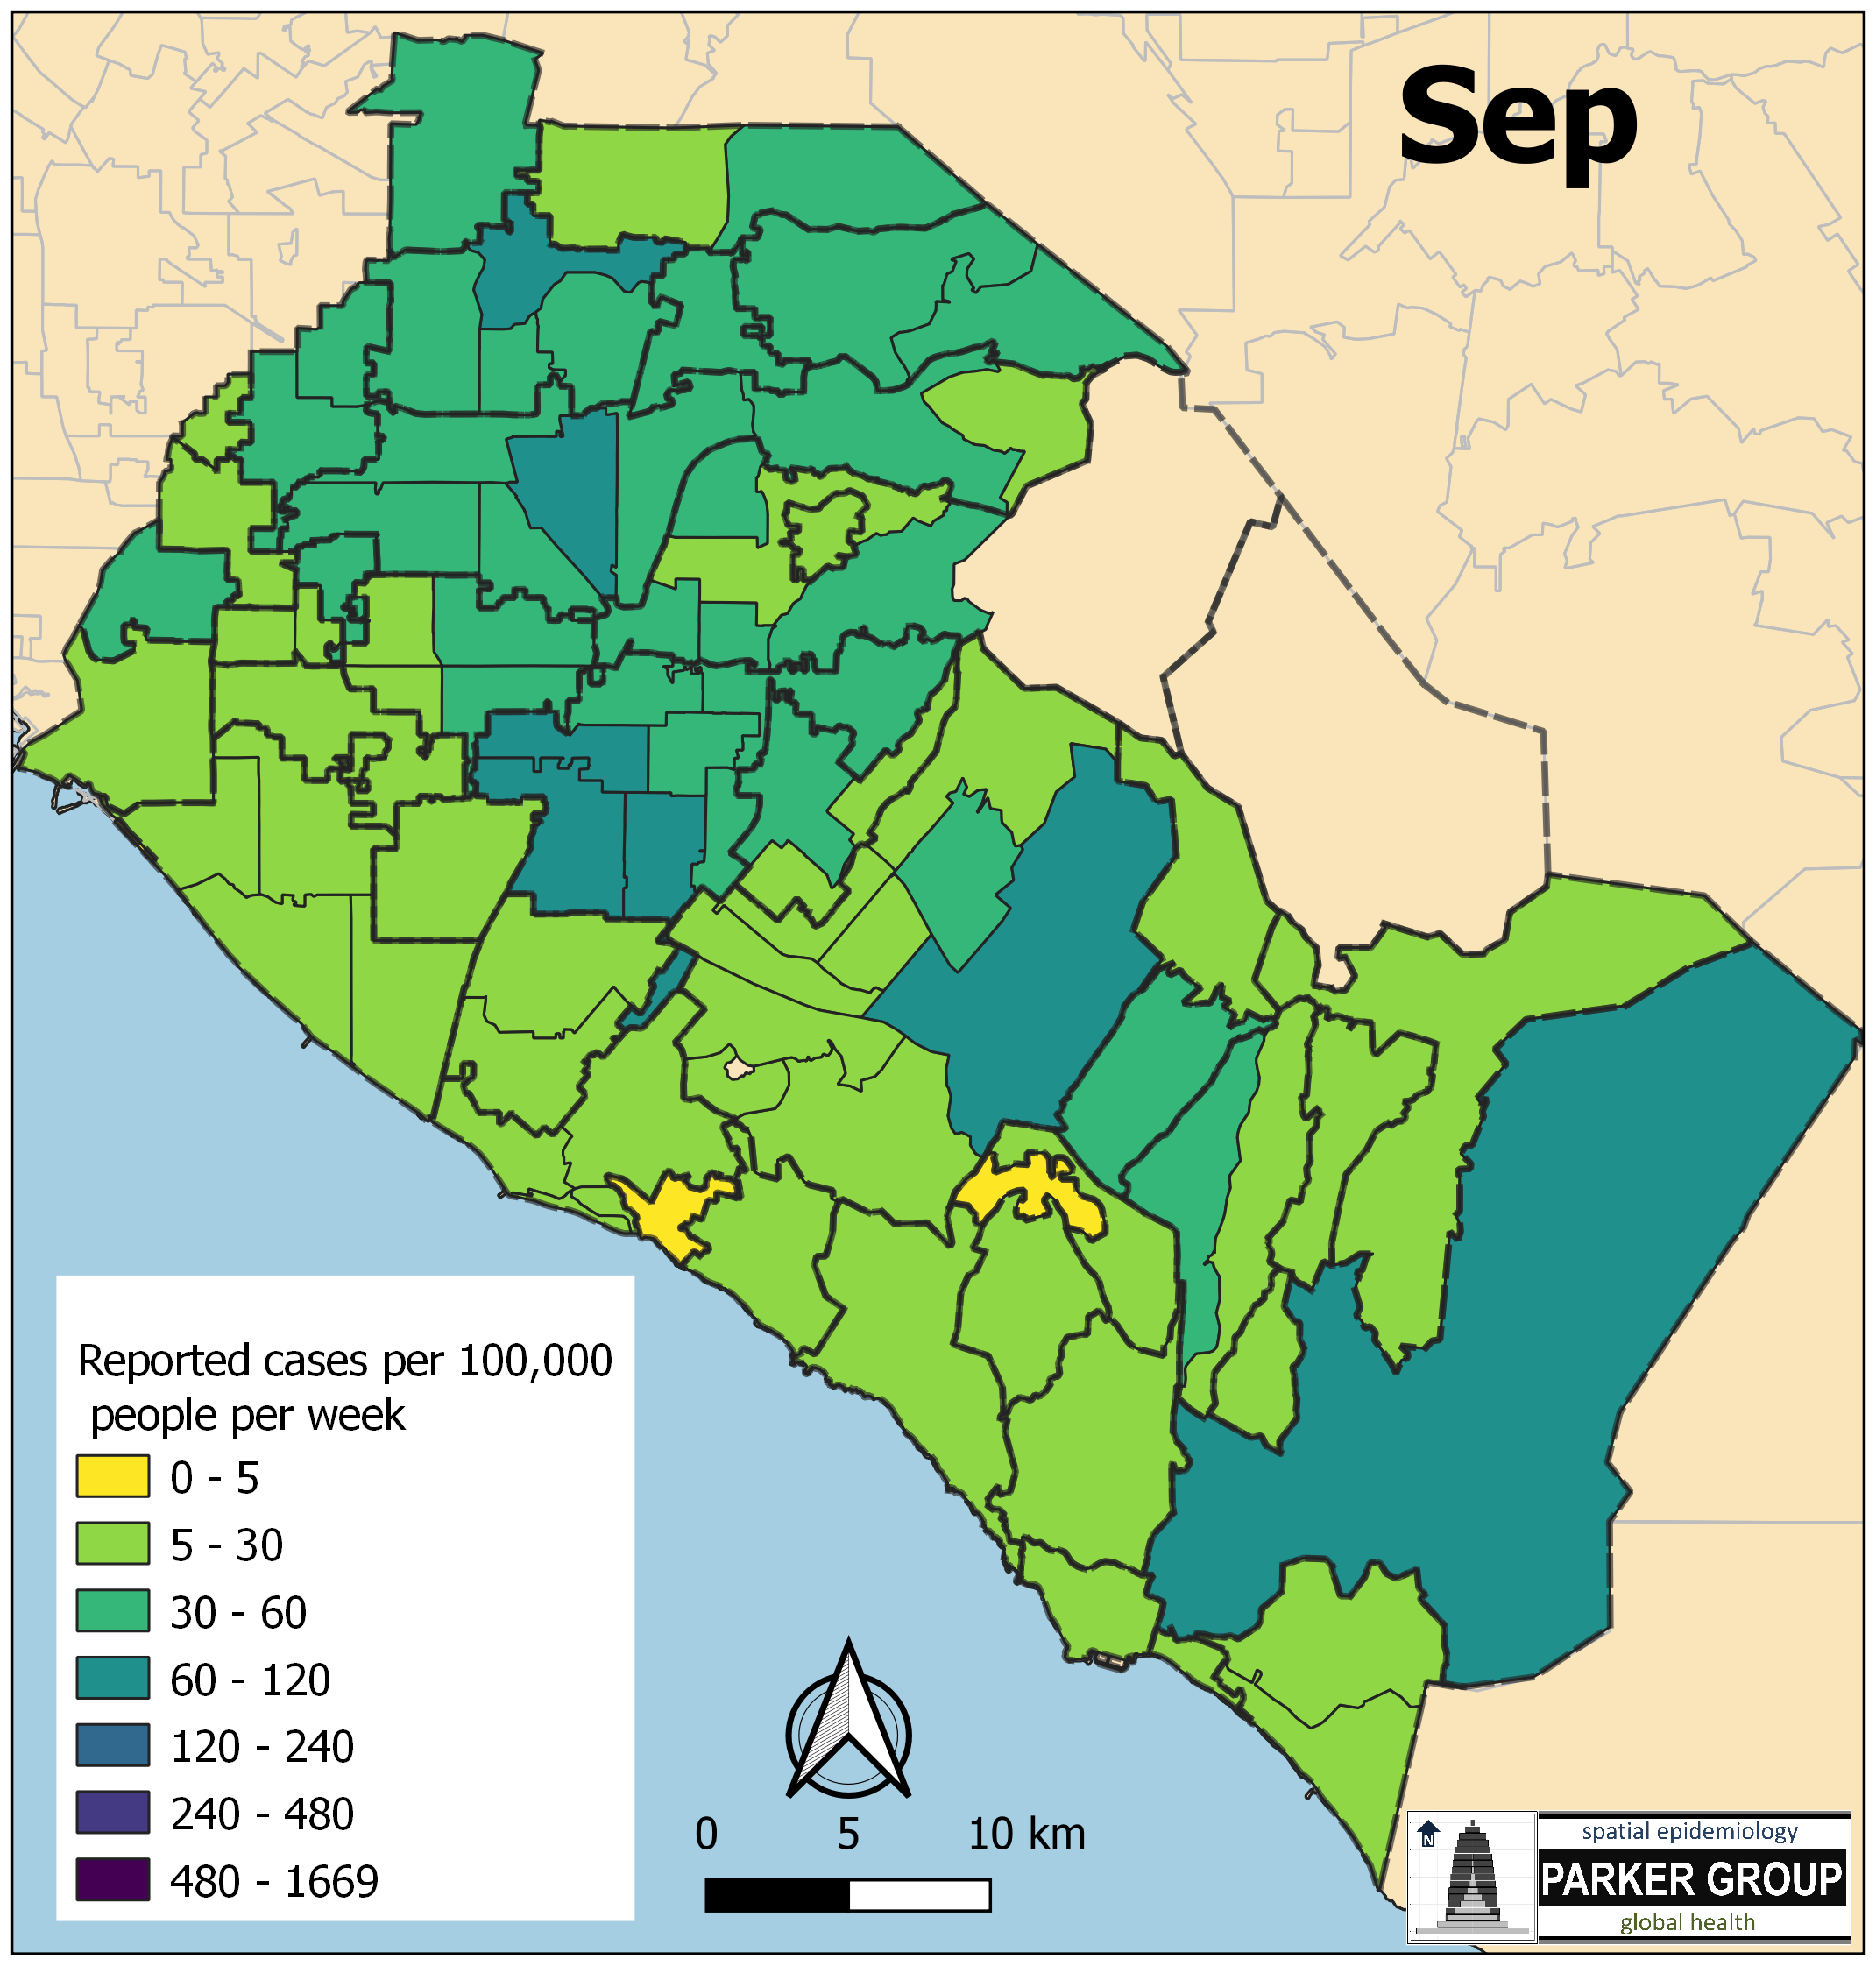 Sep
Reported cases per 100,000
people per week
0 - 5
5 - 30
30 - 60
60 - 120
120 - 240
240 - 480
480 - 1669
0 5 10 km
N
spatial epidemiology
PARKER GROUP
global health